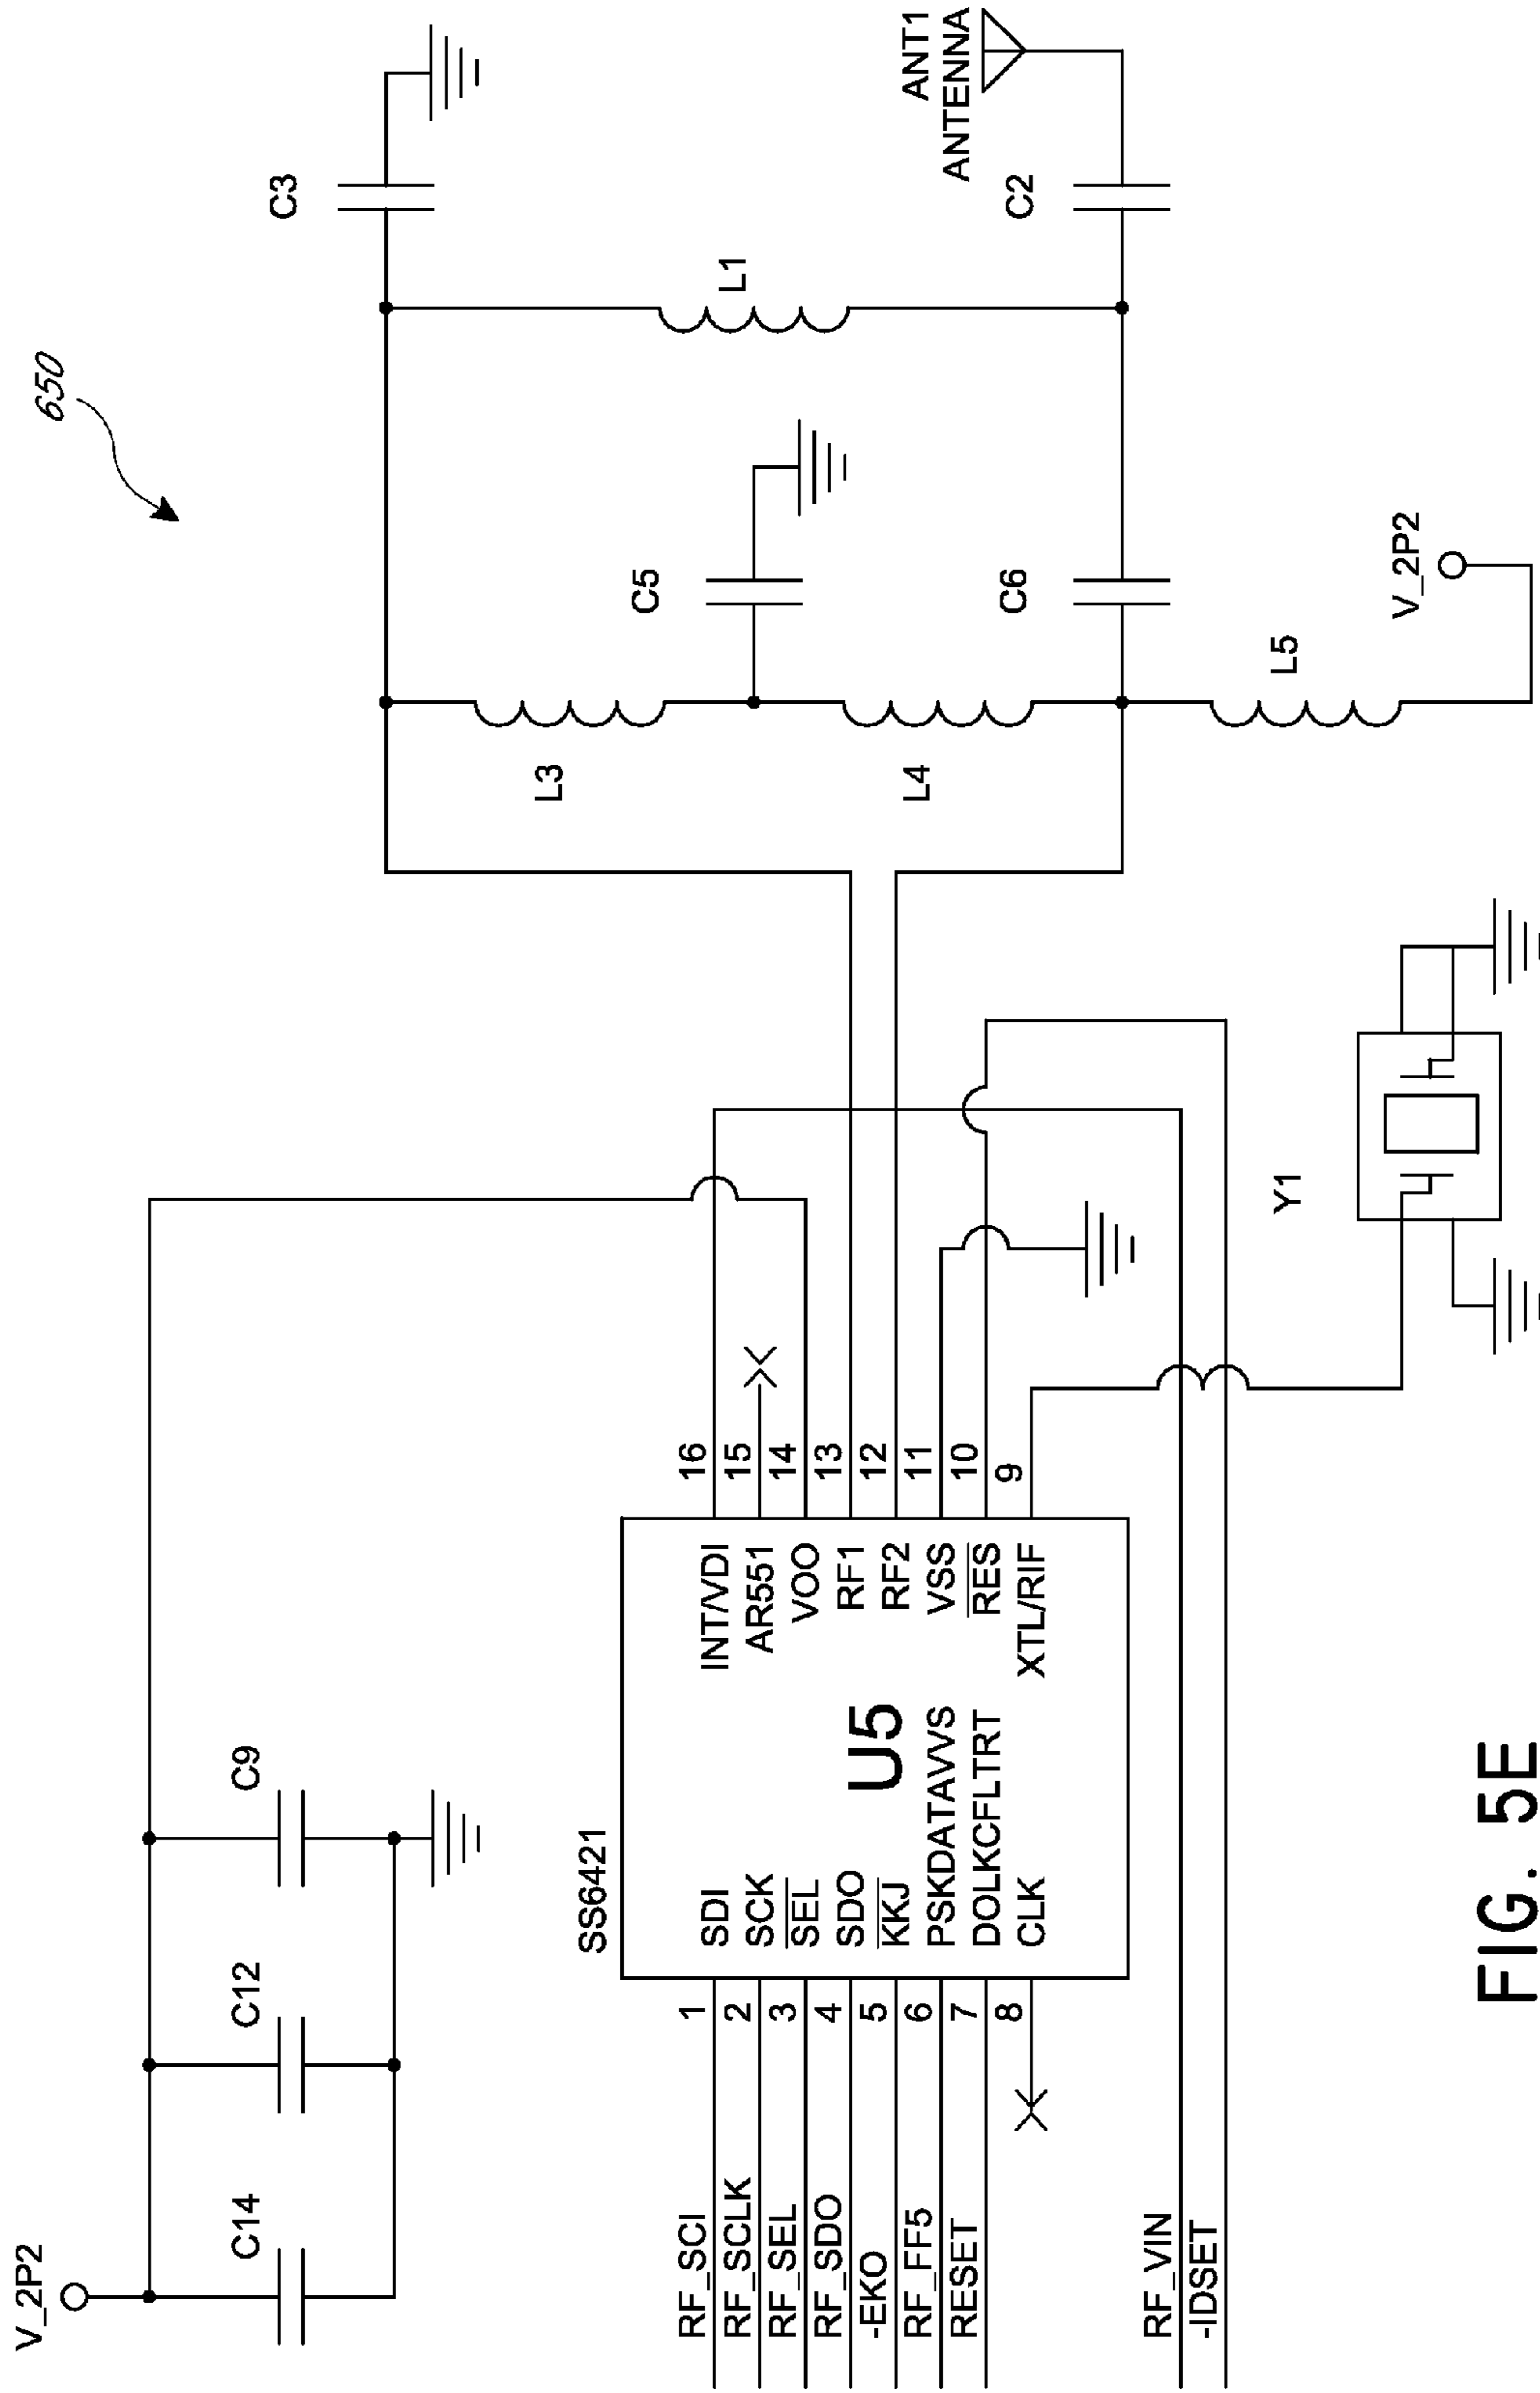 650
V_2P2
C14
C12
C9
C3
L1
C2
ANT1
ANTENNA
C5
C6
L3
L4
L5
V_2P2
SS6421
U5
RF_SCI
1
SDI
RF_SCLK
2
SCK
RF_SEL
3
SEL
RF_SDO
4
SDO
-EKO
5
KKJ
RF_FF5
6
PSKDATAVVS
RESET
7
DOLKCFLTRT
8
CLK
INT/VDI
16
AR551
15
VOO
14
RF1
13
RF2
12
VSS
11
RES
10
XTL/RIF
9
RF_VIN
-IDSET
Y1
FIG. 5E